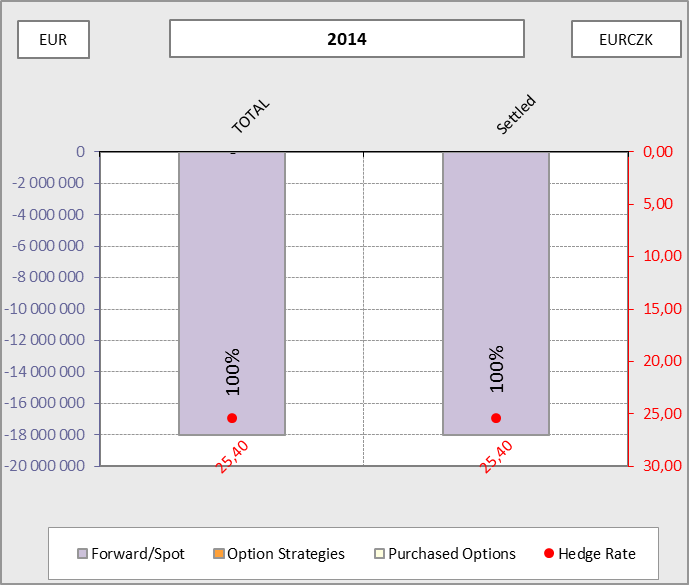 EUR
2014
EURCZK
TOTAL
Settled
0
-2 000 000
-4 000 000
-6 000 000
-8 000 000
-10 000 000
-12 000 000
-14 000 000
-16 000 000
-18 000 000
-20 000 000
100%
100%
25,40
25,40
0,00
5,00
10,00
15,00
20,00
25,00
30,00
Forward/Spot Option Strategies Purchased Options Hedge Rate